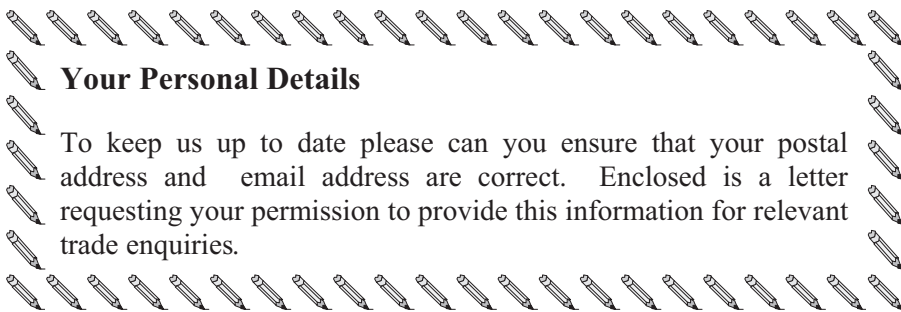 Your Personal Details
To keep us up to date please can you ensure that your postal
address and email address are correct. Enclosed is a letter
requesting your permission to provide this information for relevant
trade enquiries.